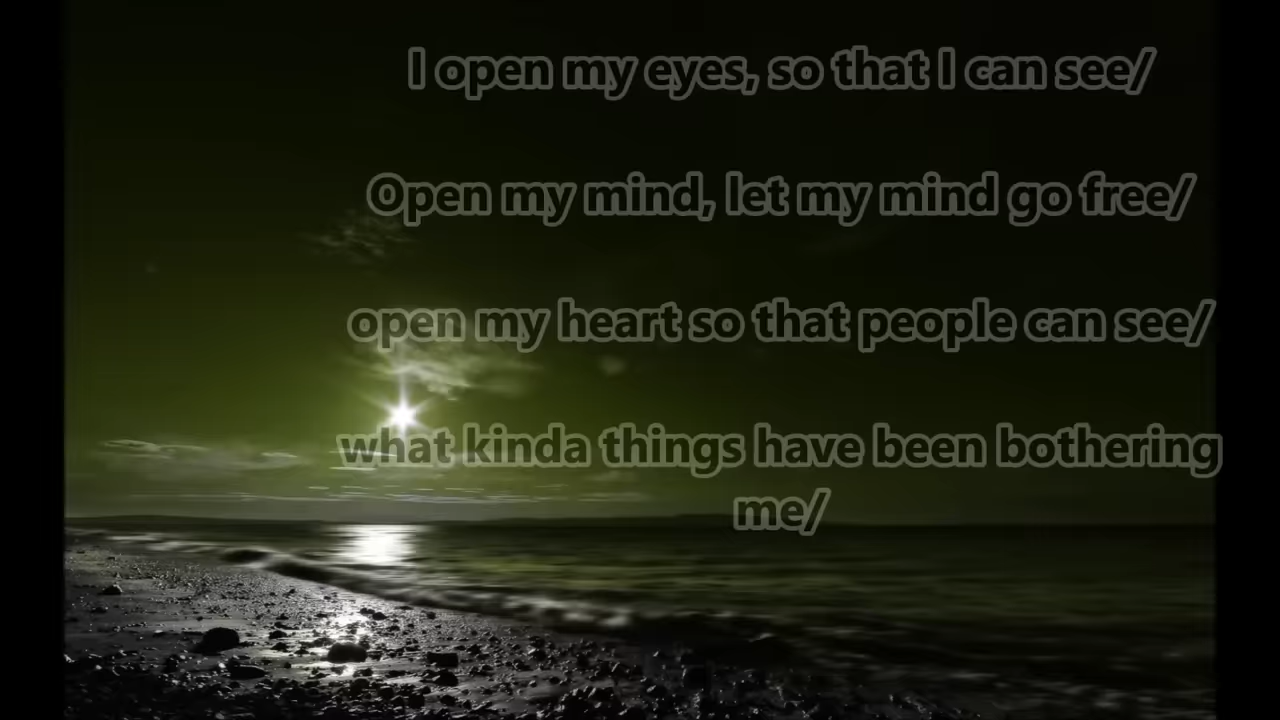 I open my eyes, so that I can see/
Open my mind, let my mind go free/
open my heart so that people can see/
what kinda things have been bothering
me/